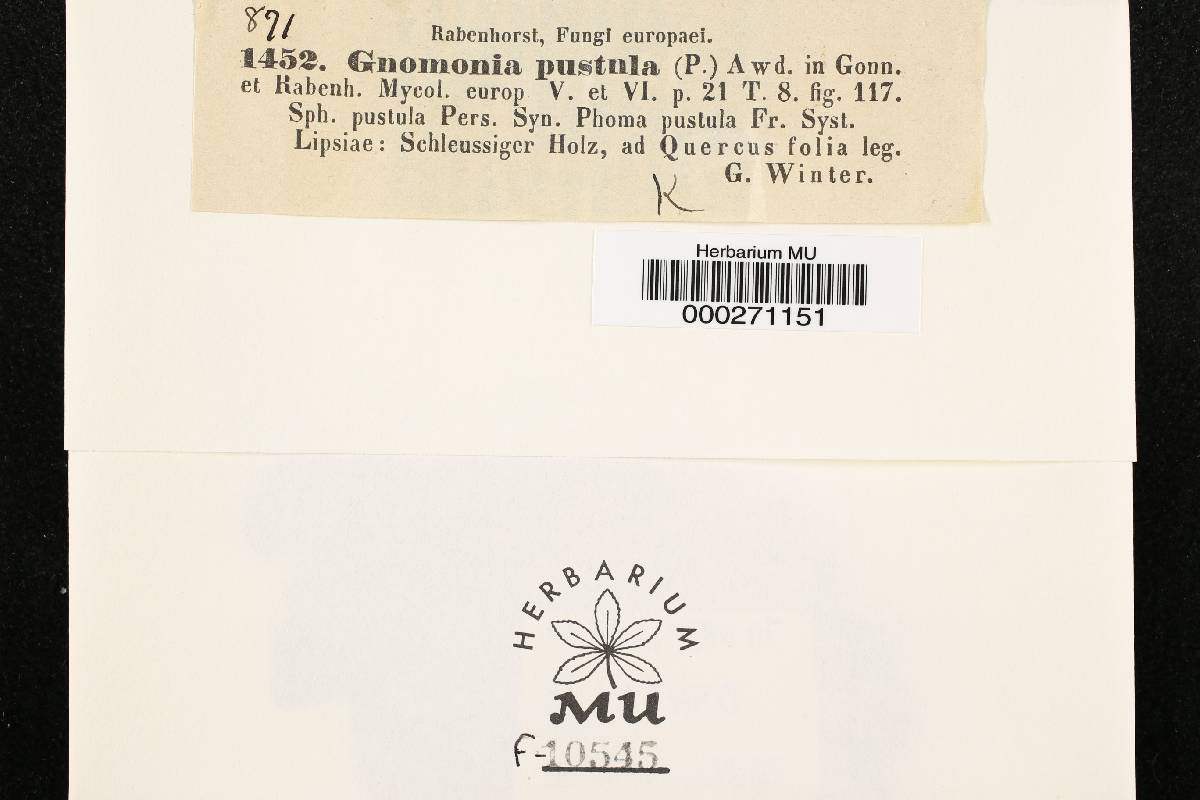 871
Rabenhorst, Fungi europaei.
1452. Gnomonia pustula (P.) Awd. in Gonn.
et Rabenh. Mycol. europ V. et VI. p. 21 T. 8. fig. 117.
Sph. pustula Pers. Syn. Phoma pustula Fr. Syst.
Lipsiae: Schleussiger Holz, ad Quercus folia leg.
G. Winter.
K
Herbarium MU
000271151
HERBARIUM
MU
F-10545